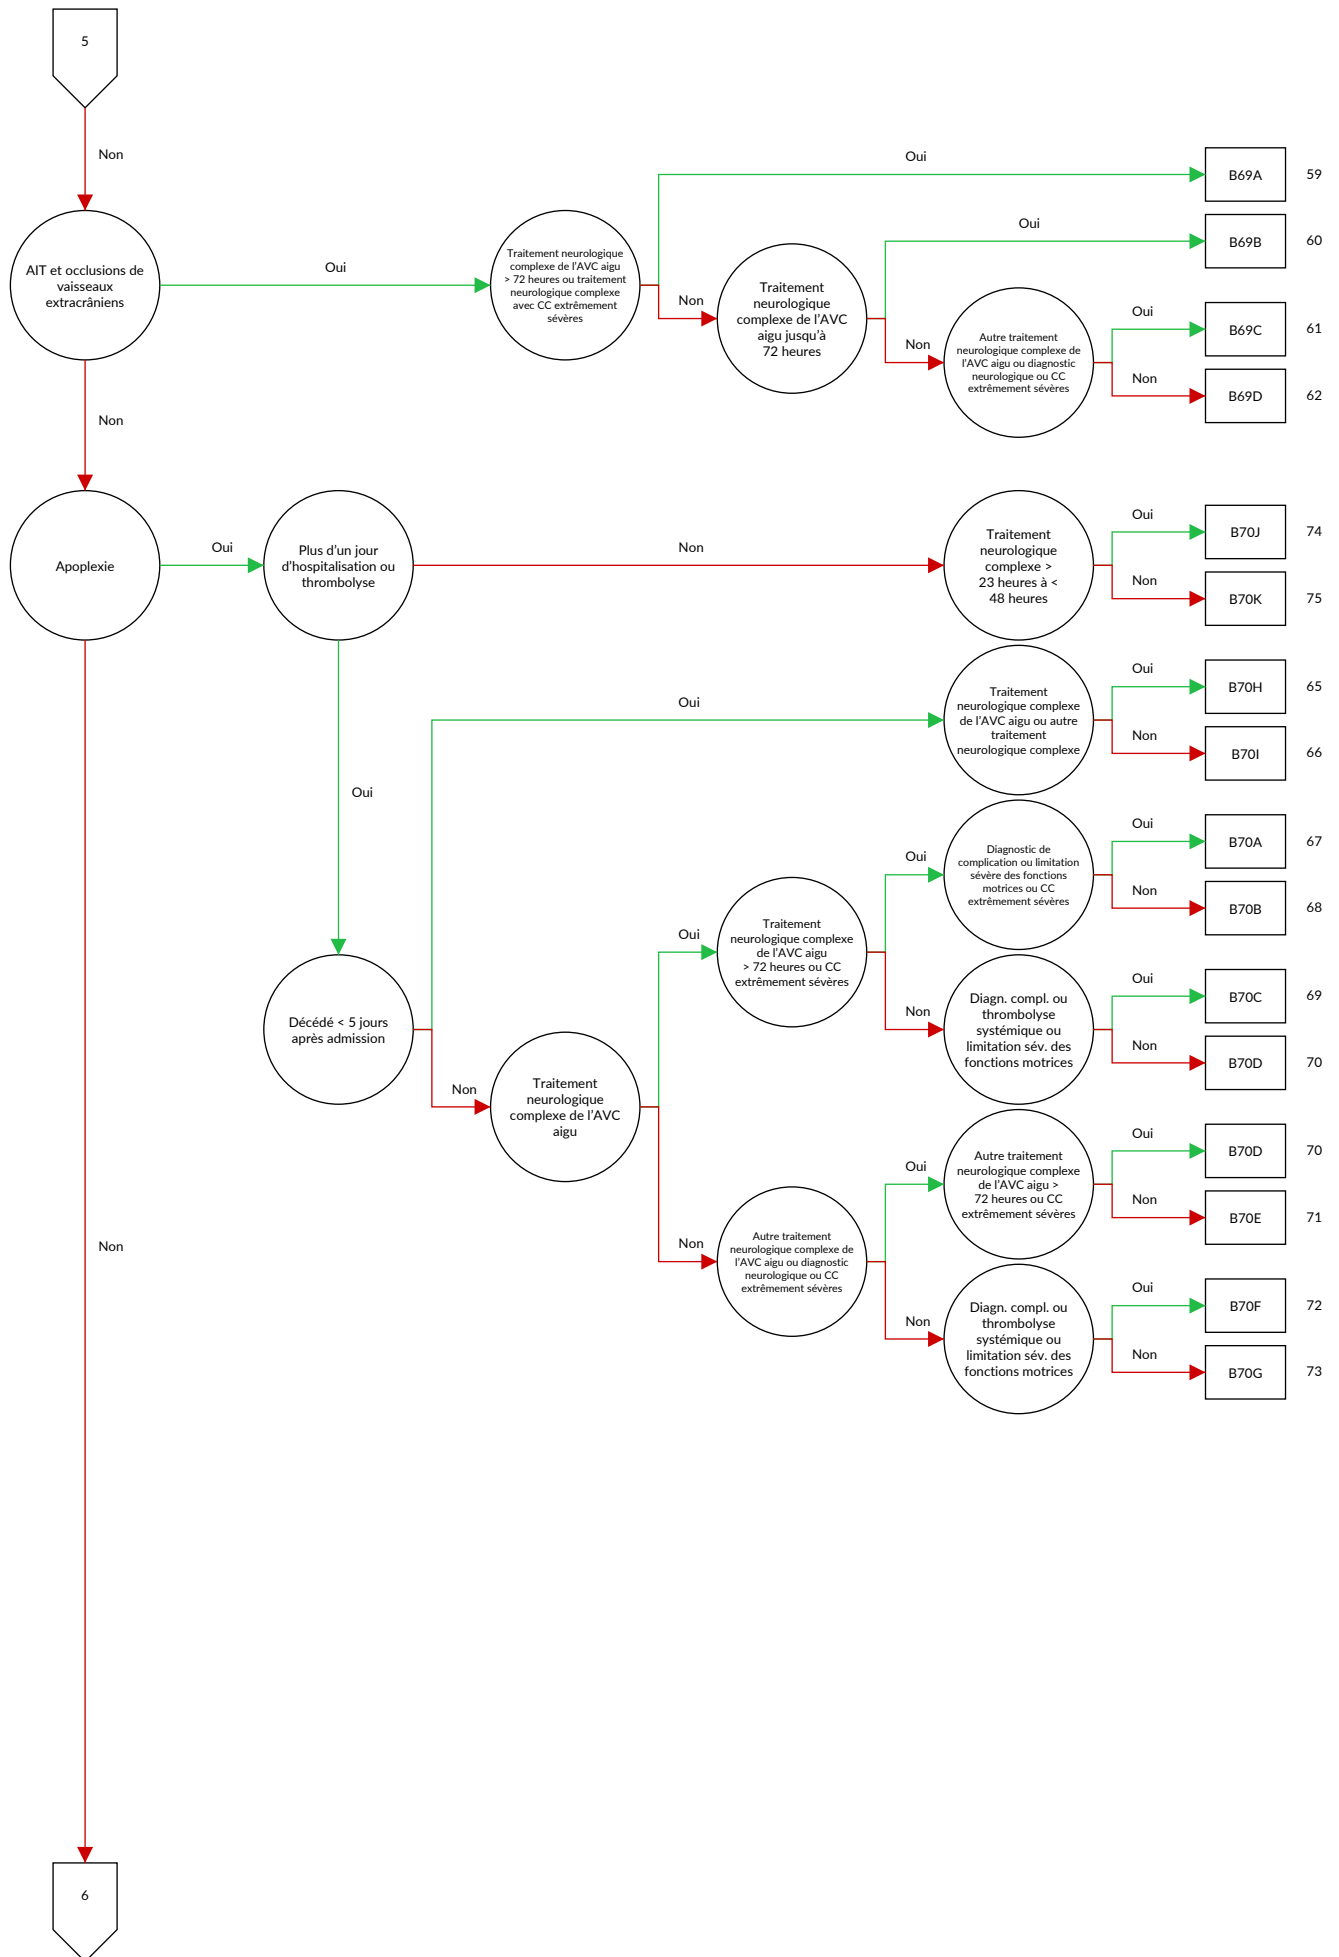 5
Non
Oui
B69A
59
Oui
B69B
60
AIT et occlusions de
vaisseaux
extracrâniens
Oui
Traitement neurologique
complexe de l'AVC aigu
> 72 heures ou traitement
neurologique complexe
avec CC extrêmement
sévères
Non
Traitement
neurologique
complexe de l'AVC
aigu jusqu'à
72 heures
Non
Autre traitement
neurologique complexe de
l'AVC aigu ou diagnostic
neurologique ou CC
extrêmement sévères
Oui
B69C
61
Non
B69D
62
Non
Apoplexie
Oui
Plus d'un jour
d'hospitalisation ou
thrombolyse
Non
Traitement
neurologique
complexe >
23 heures à <
48 heures
Oui
B70J
74
Non
B70K
75
Oui
Oui
Traitement
neurologique complexe
de l'AVC aigu ou autre
traitement
neurologique complexe
Oui
B70H
65
Non
B70I
66
Décédé < 5 jours
après admission
Non
Traitement
neurologique
complexe de l'AVC
aigu
Oui
Traitement
neurologique complexe
de l'AVC aigu
> 72 heures ou CC
extrêmement sévères
Oui
Diagnostic de
complication ou limitation
sévère des fonctions
motrices ou CC
extrêmement sévères
Oui
B70A
67
Non
B70B
68
Non
Diagn. compl. ou
thrombolyse
systémique ou
limitation sév. des
fonctions motrices
Oui
B70C
69
Non
B70D
70
Non
Autre traitement
neurologique complexe de
l'AVC aigu ou diagnostic
neurologique ou CC
extrêmement sévères
Oui
Autre traitement
neurologique complexe
de l'AVC aigu >
72 heures ou CC
extrêmement sévères
Oui
B70D
70
Non
B70E
71
Non
Diagn. compl. ou
thrombolyse
systémique ou
limitation sév. des
fonctions motrices
Oui
B70F
72
Non
B70G
73
Non
6